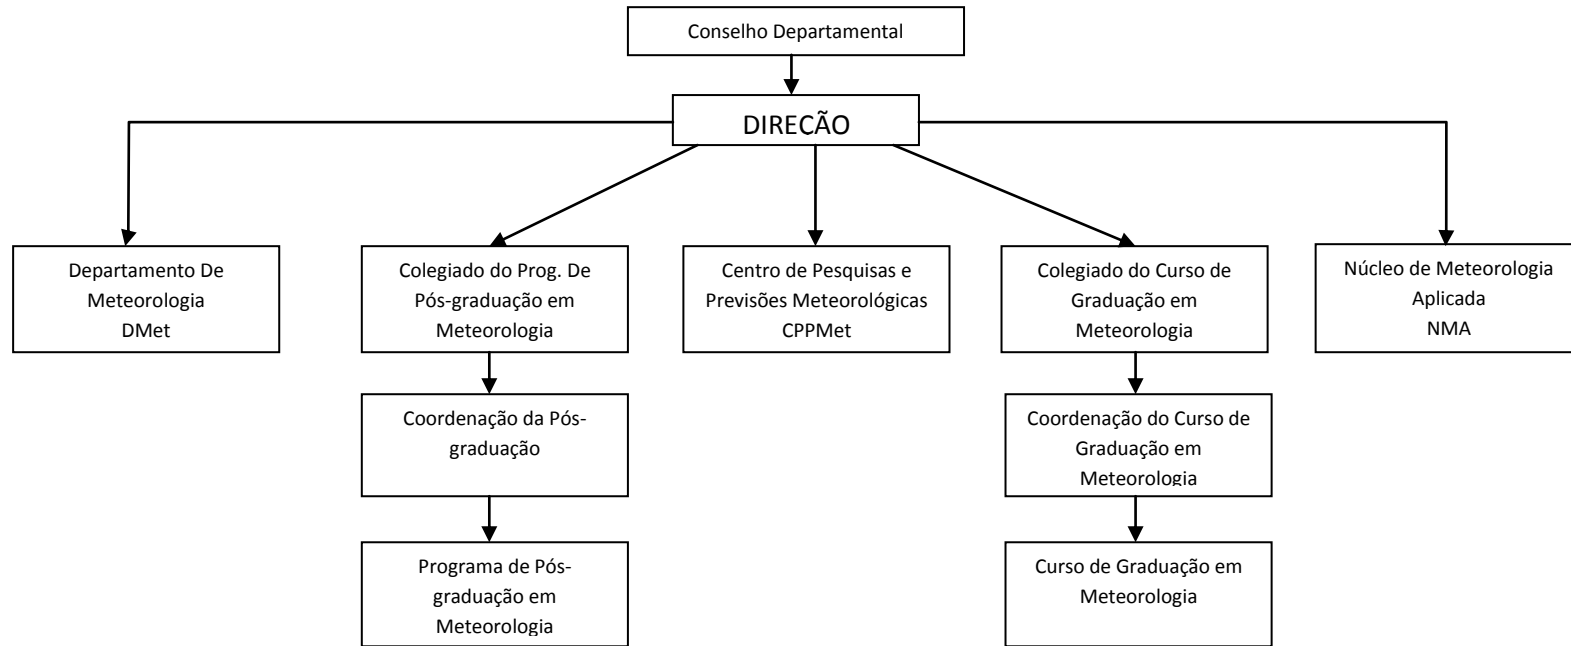 Conselho Departamental
DIREÇÃO
Departamento De
Meteorologia
DMet
Colegiado do Prog. De
Pós-graduação em
Meteorologia
Centro de Pesquisas e
Previsões Meteorológicas
CPPMet
Colegiado do Curso de
Graduação em
Meteorologia
Núcleo de Meteorologia
Aplicada
NMA
Coordenação da Pós-
graduação
Coordenação do Curso de
Graduação em
Meteorologia
Programa de Pós-
graduação em
Meteorologia
Curso de Graduação em
Meteorologia